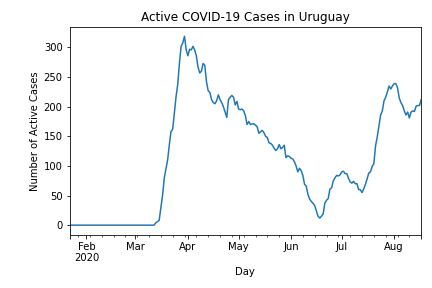 Active COVID-19 Cases in Uruguay
Number of Active Cases
300
250
200
150
100
50
0
Feb Mar Apr May Jun Jul Aug
2020
Day